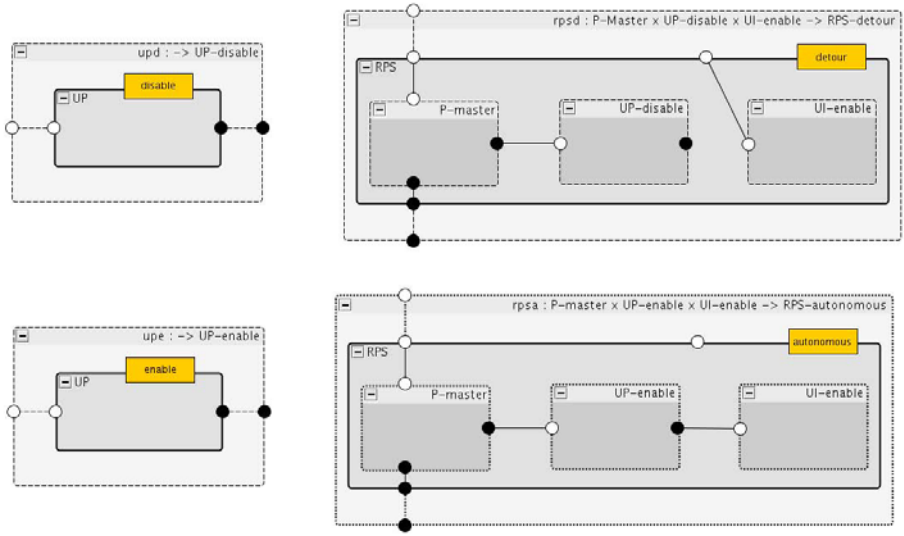 upd : -> UP-disable
disable
UP
rpsd : P-Master x UP-disable x UI-enable -> RPS-detour
detour
RPS
P-master
UP-disable
UI-enable
upe : -> UP-enable
enable
UP
rpsa : P-master x UP-enable x UI-enable -> RPS-autonomous
autonomous
RPS
P-master
UP-enable
UI-enable